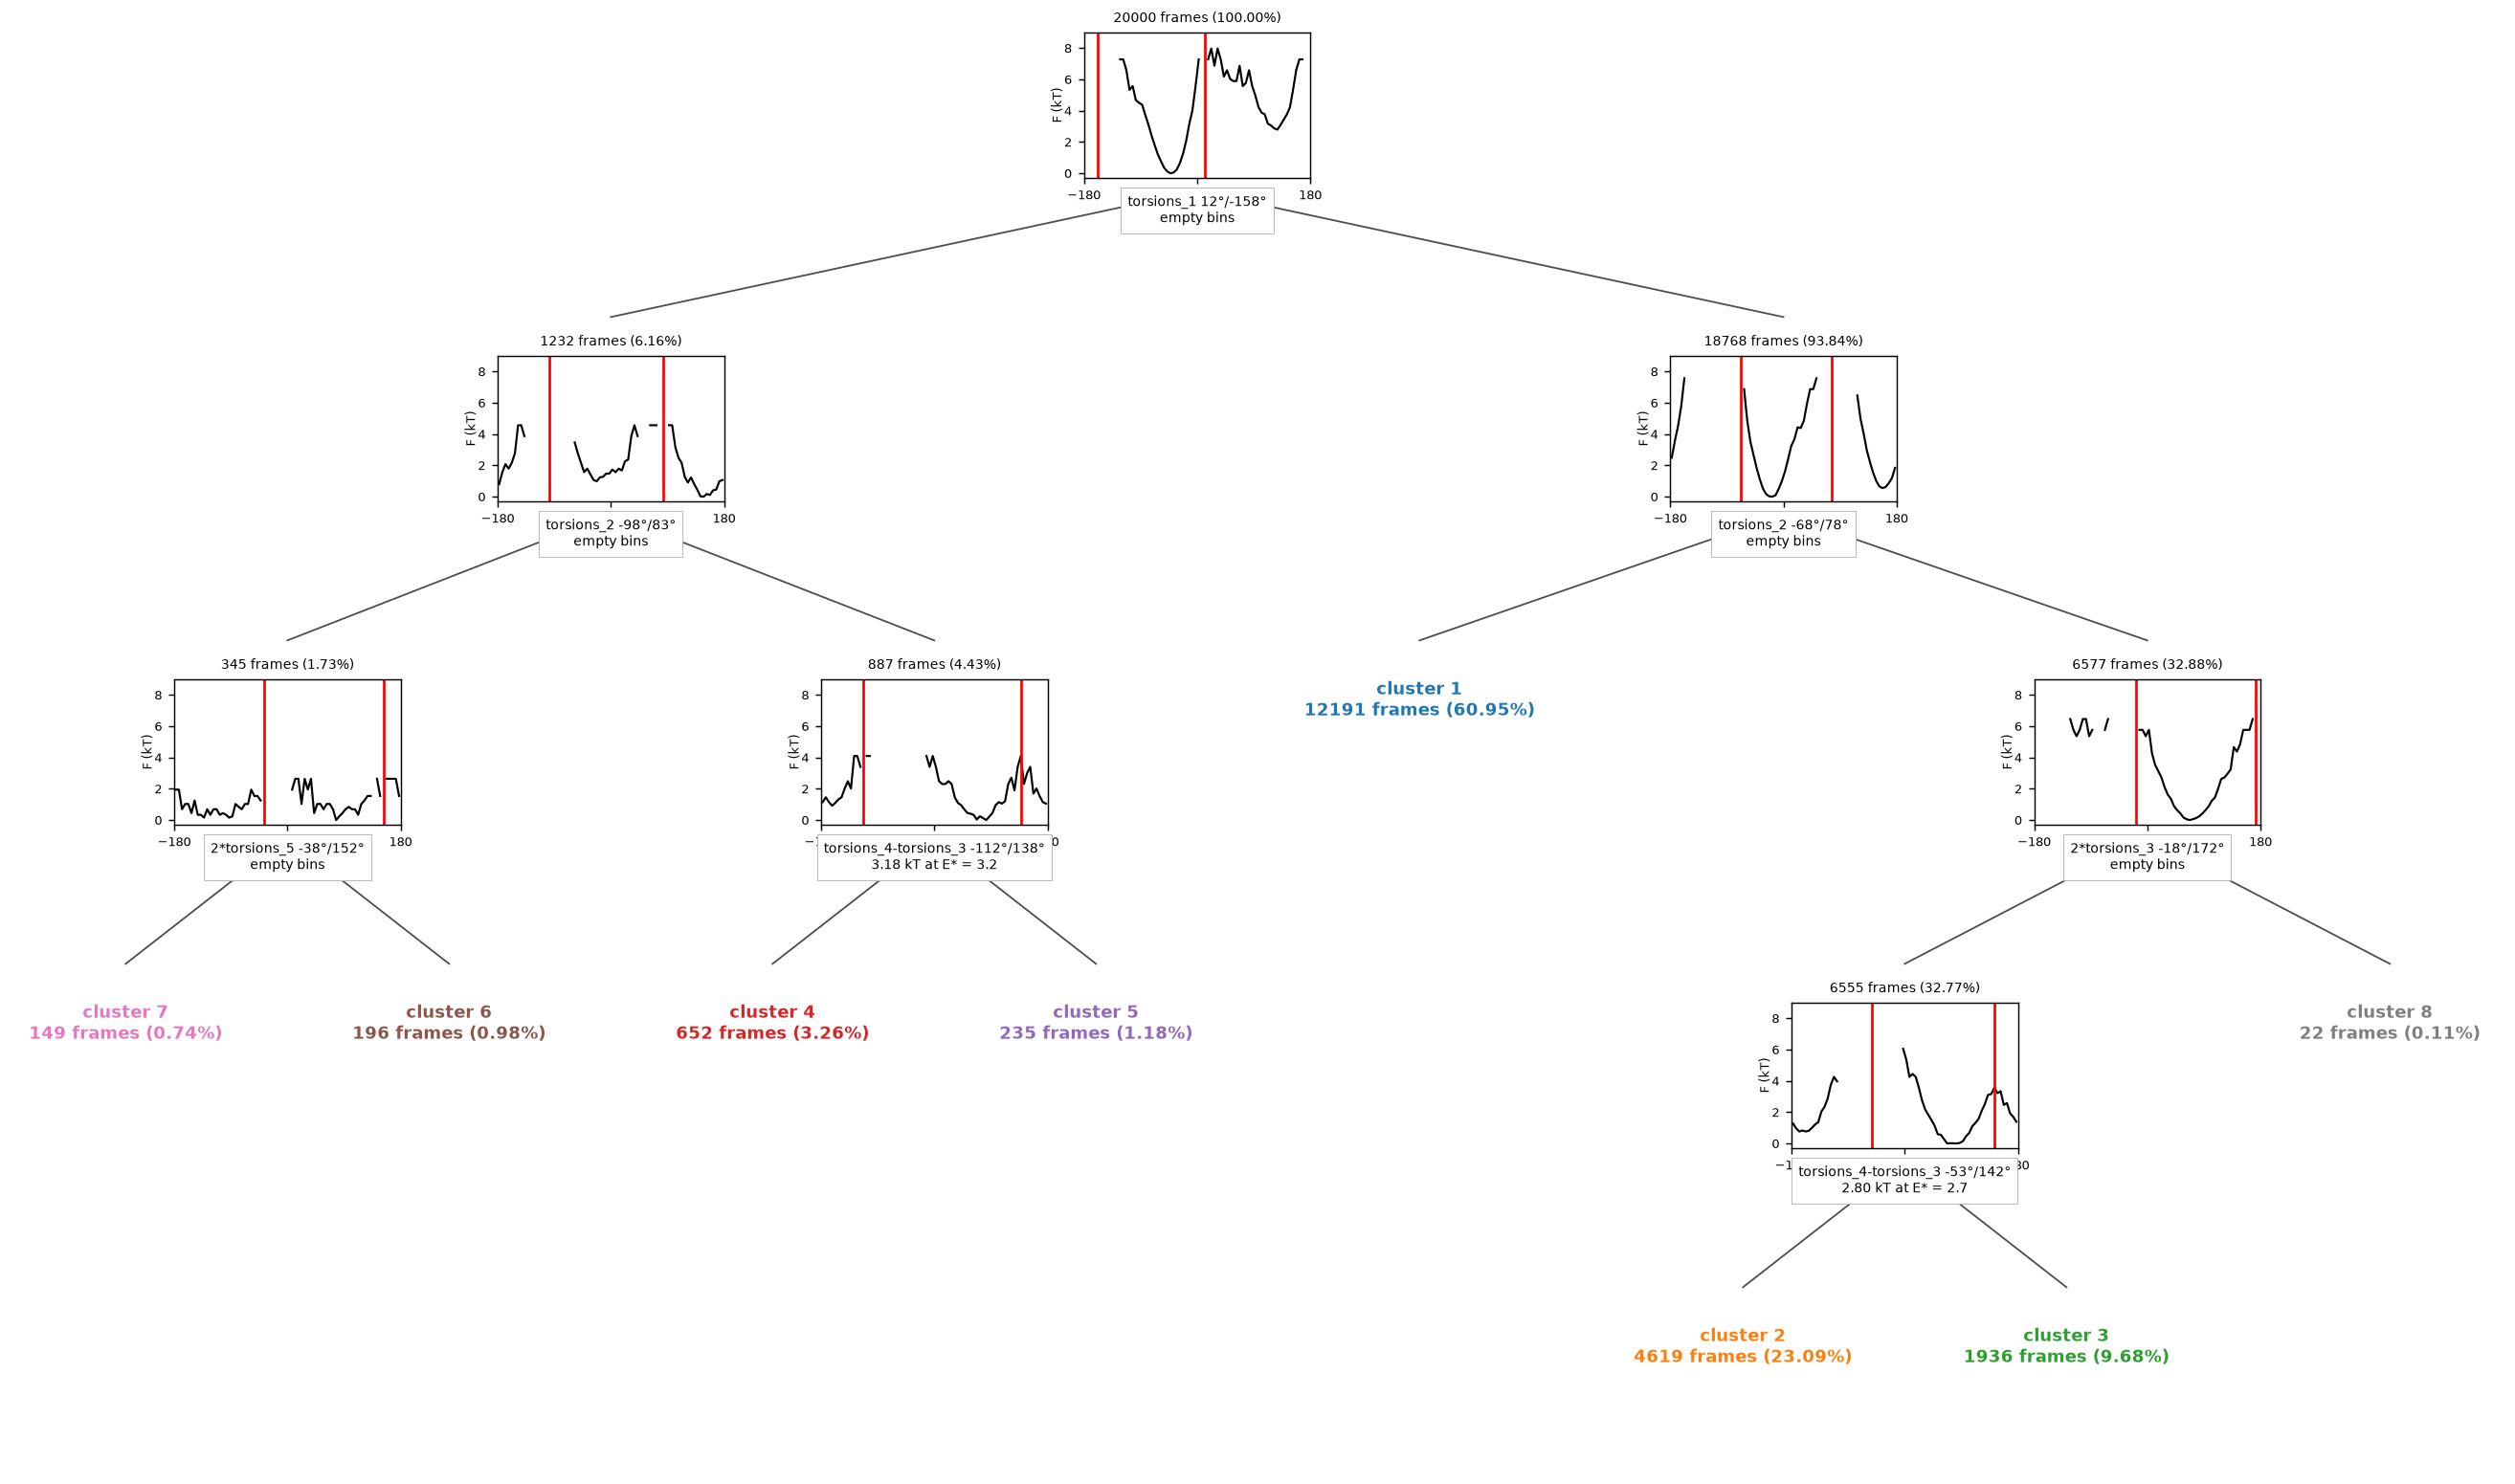 20000 frames (100.00%)
8
6
4
2
0
F (kT)
−180
180
torsions_1 12°/-158°
empty bins
1232 frames (6.16%)
8
6
4
2
0
F (kT)
−180
180
torsions_2 -98°/83°
empty bins
18768 frames (93.84%)
8
6
4
2
0
F (kT)
−180
180
torsions_2 -68°/78°
empty bins
345 frames (1.73%)
8
6
4
2
0
F (kT)
−180
180
2*torsions_5 -38°/152°
empty bins
887 frames (4.43%)
8
6
4
2
0
F (kT)
torsions_4-torsions_3 -112°/138°
3.18 kT at E* = 3.2
cluster 1
12191 frames (60.95%)
6577 frames (32.88%)
8
6
4
2
0
F (kT)
−180
180
2*torsions_3 -18°/172°
empty bins
cluster 7
149 frames (0.74%)
cluster 6
196 frames (0.98%)
cluster 4
652 frames (3.26%)
cluster 5
235 frames (1.18%)
6555 frames (32.77%)
8
6
4
2
0
F (kT)
torsions_4-torsions_3 -53°/142°
2.80 kT at E* = 2.7
cluster 8
22 frames (0.11%)
cluster 2
4619 frames (23.09%)
cluster 3
1936 frames (9.68%)